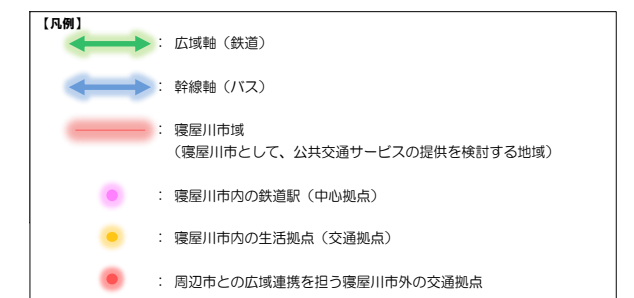 【凡例】
： 広域軸（鉄道）
： 幹線軸（バス）
： 寝屋川市域
（寝屋川市として、公共交通サービスの提供を検討する地域）
： 寝屋川市内の鉄道駅（中心拠点）
： 寝屋川市内の生活拠点（交通拠点）
： 周辺市との広域連携を担う寝屋川市外の交通拠点